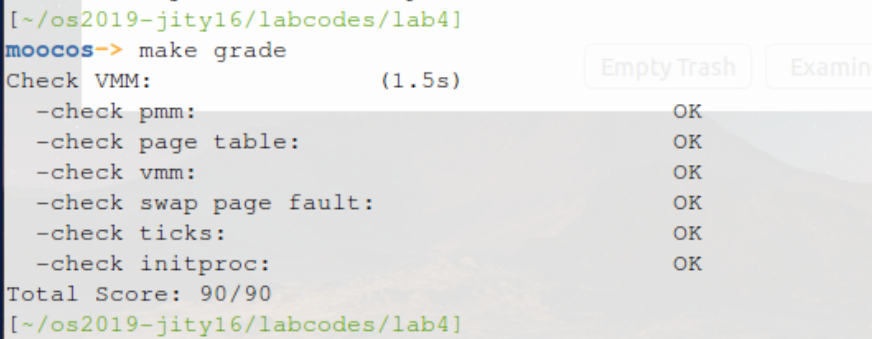 [~/os2019-jity16/labcodes/lab4]
moocos-> make grade
Empty Trash Examin
Check VMM: (1.5s)
-check pmm: OK
-check page table: OK
-check vmm: OK
-check swap page fault: OK
-check ticks: OK
-check initproc: OK
Total Score: 90/90
[~/os2019-jity16/labcodes/lab4]